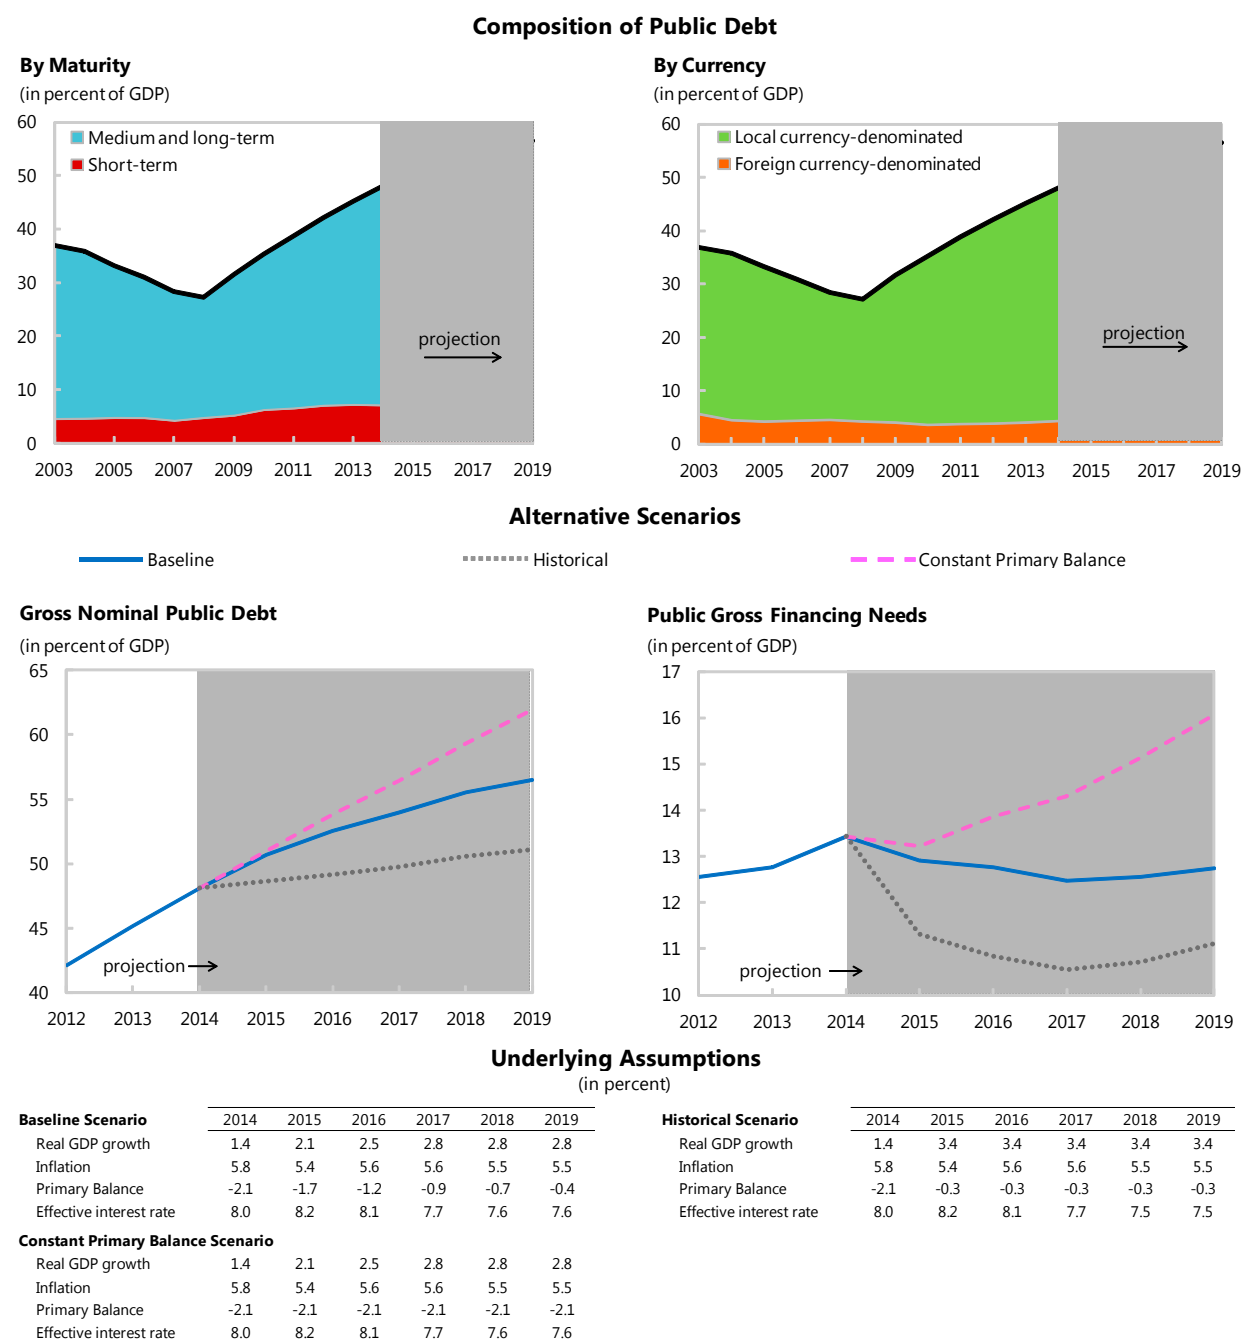 Composition of Public Debt
By Maturity
(in percent of GDP)
60
50
40
30
20
10
0
Medium and long-term
Short-term
projection
2003 2005 2007 2009 2011 2013 2015 2017 2019
By Currency
(in percent of GDP)
60
50
40
30
20
10
0
Local currency-denominated
Foreign currency-denominated
projection
2003 2005 2007 2009 2011 2013 2015 2017 2019
Alternative Scenarios
Baseline Historical Constant Primary Balance
Gross Nominal Public Debt
(in percent of GDP)
65
60
55
50
45
40
projection
2012 2013 2014 2015 2016 2017 2018 2019
Public Gross Financing Needs
(in percent of GDP)
17
16
15
14
13
12
11
10
projection
2012 2013 2014 2015 2016 2017 2018 2019
Underlying Assumptions
(in percent)
Baseline Scenario 2014 2015 2016 2017 2018 2019
Real GDP growth 1.4 2.1 2.5 2.8 2.8 2.8
Inflation 5.8 5.4 5.6 5.6 5.5 5.5
Primary Balance -2.1 -1.7 -1.2 -0.9 -0.7 -0.4
Effective interest rate 8.0 8.2 8.1 7.7 7.6 7.6
Constant Primary Balance Scenario
Real GDP growth 1.4 2.1 2.5 2.8 2.8 2.8
Inflation 5.8 5.4 5.6 5.6 5.5 5.5
Primary Balance -2.1 -2.1 -2.1 -2.1 -2.1 -2.1
Effective interest rate 8.0 8.2 8.1 7.7 7.6 7.6
Historical Scenario 2014 2015 2016 2017 2018 2019
Real GDP growth 1.4 3.4 3.4 3.4 3.4 3.4
Inflation 5.8 5.4 5.6 5.6 5.5 5.5
Primary Balance -2.1 -0.3 -0.3 -0.3 -0.3 -0.3
Effective interest rate 8.0 8.2 8.1 7.7 7.5 7.5